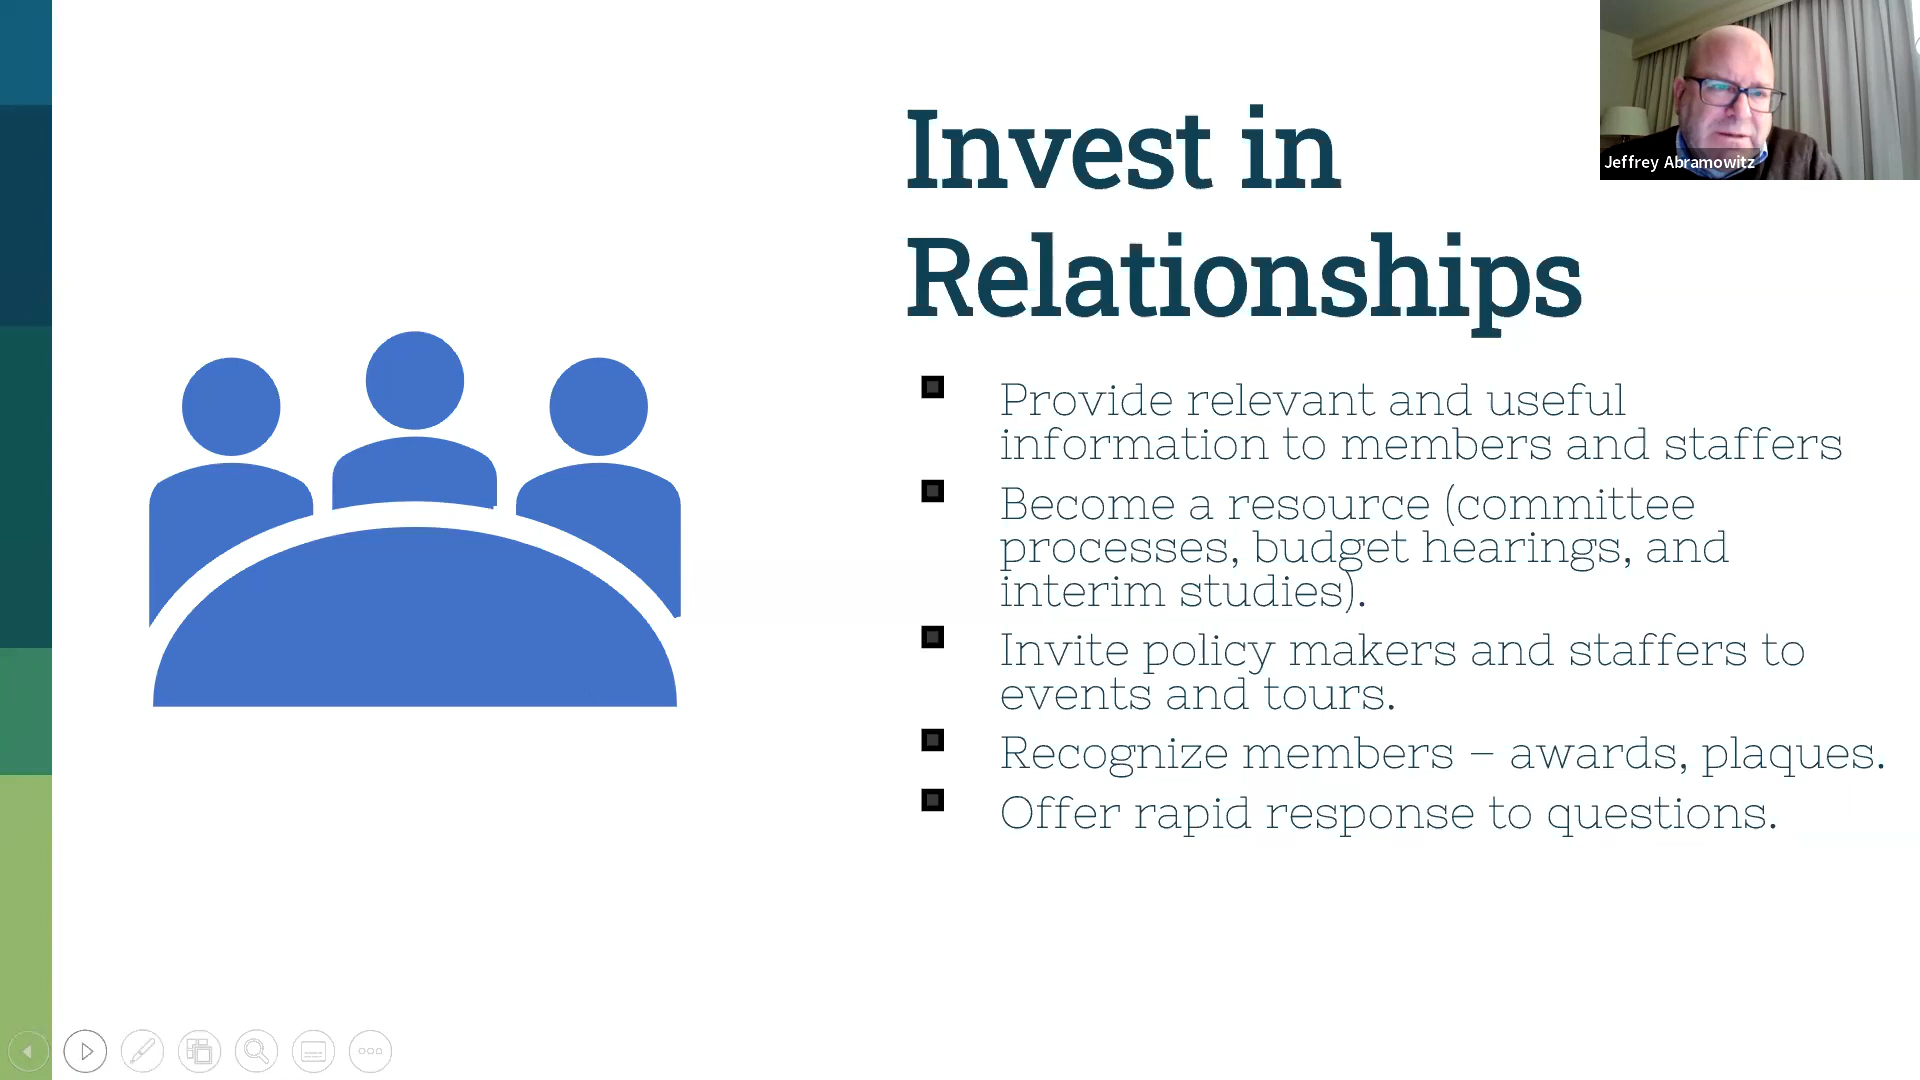 Invest in
Relationships
Jeffrey Abramowitz
Provide relevant and useful
information to members and staffers
Become a resource (committee
processes, budget hearings, and
interim studies).
Invite policy makers and staffers to
events and tours.
Recognize members – awards, plaques.
Offer rapid response to questions.